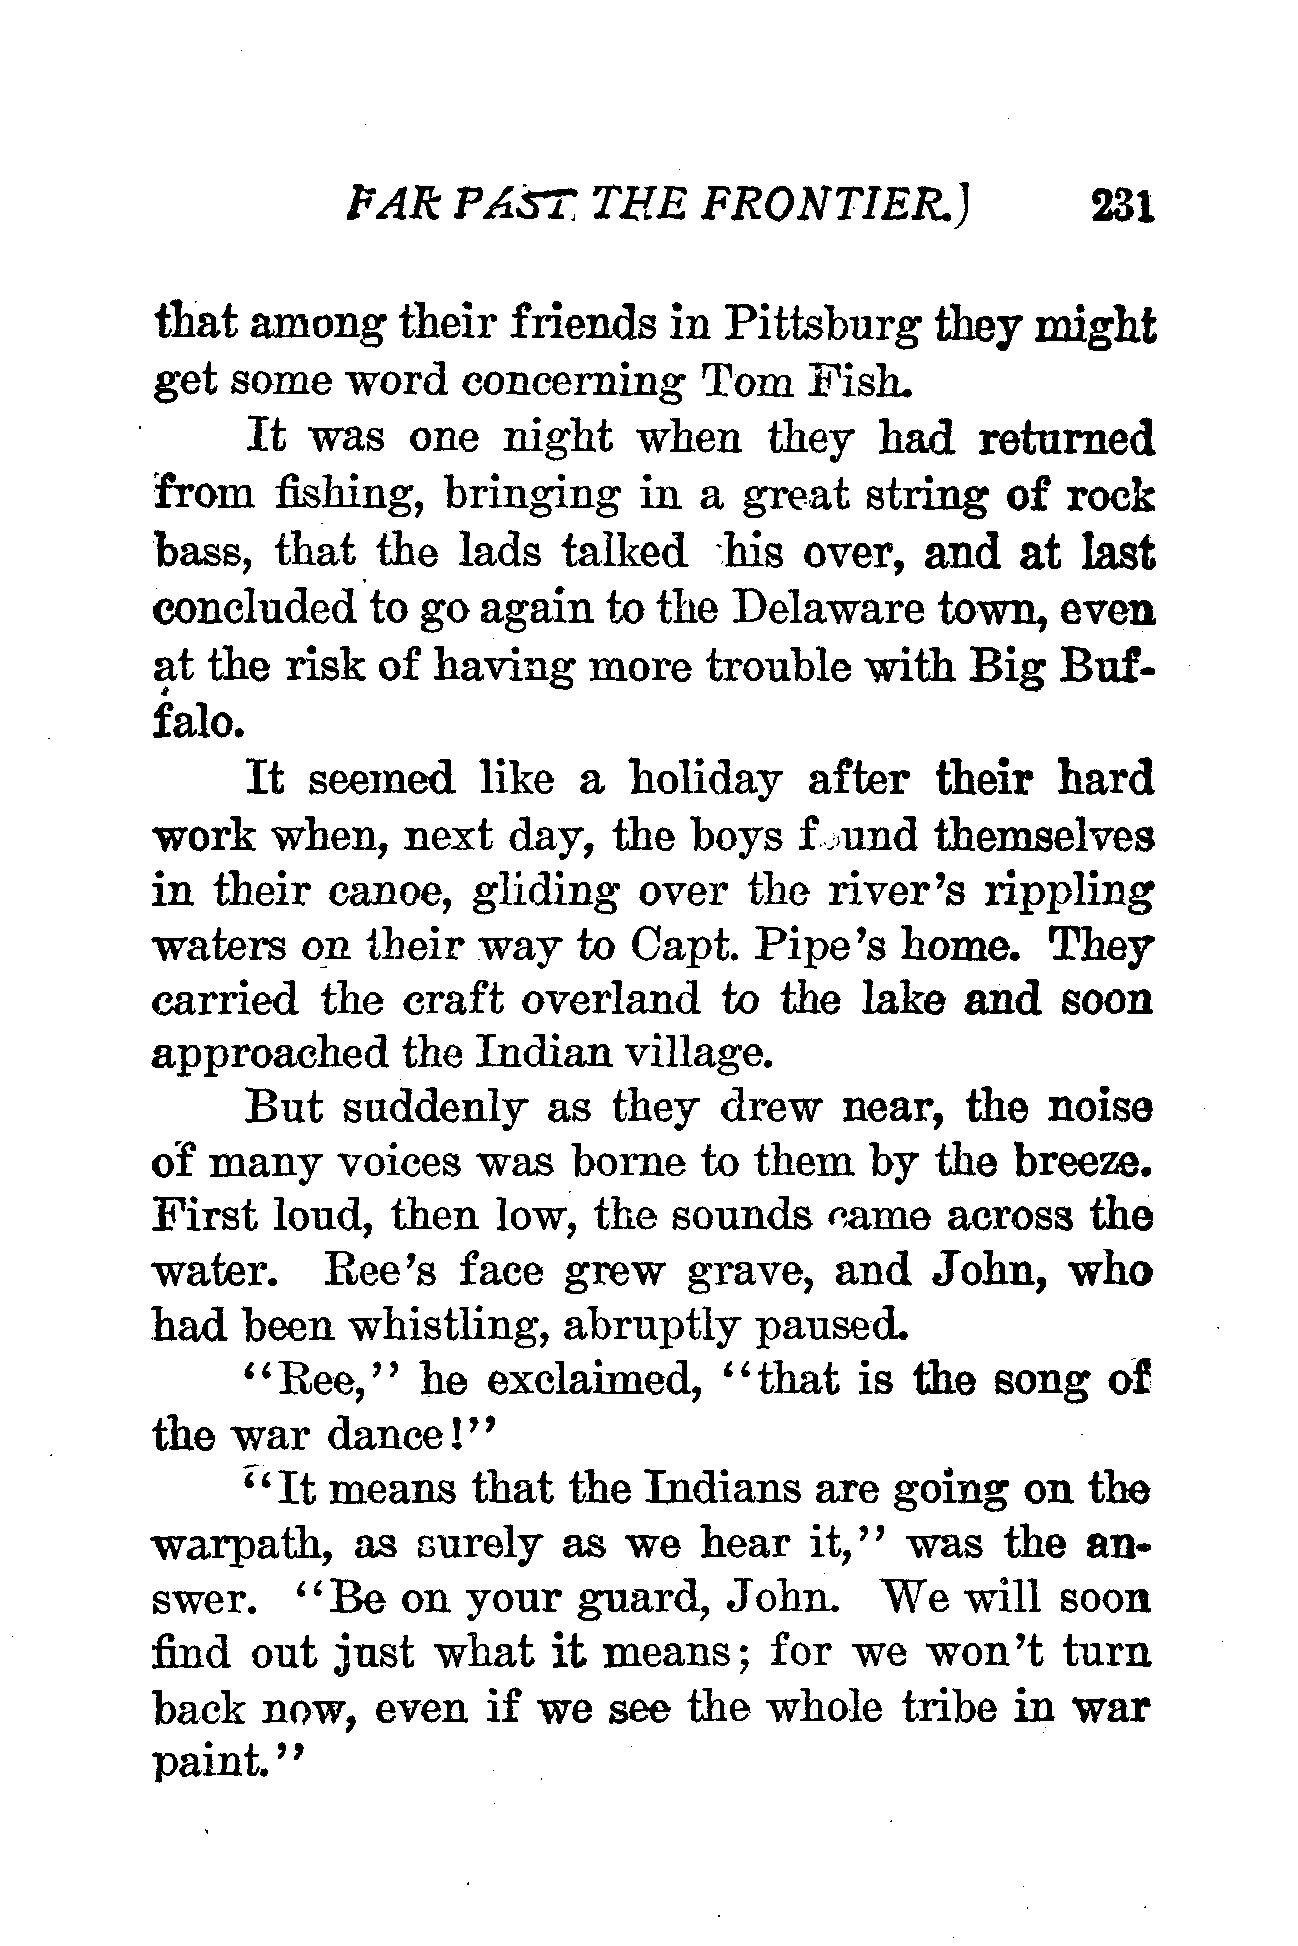 FAR PAST THE FRONTIER. 231
that among their friends in Pittsburg they might
get some word concerning Tom Fish.
It was one night when they had returned
from fishing, bringing in a great string of rock
bass, that the lads talked this over, and at last
concluded to go again to the Delaware town, even
at the risk of having more trouble with Big Buf-
falo.
It seemed like a holiday after their hard
work when, next day, the boys found themselves
in their canoe, gliding over the river's rippling
waters on their way to Capt. Pipe's home. They
carried the craft overland to the lake and soon
approached the Indian village.
But suddenly as they drew near, the noise
of many voices was borne to them by the breeze.
First loud, then low, the sounds came across the
water. Ree's face grew grave, and John, who
had been whistling, abruptly paused.
"Ree," he exclaimed, "that is the song of
the war dance!"
"It means that the Indians are going on the
warpath, as surely as we hear it," was the an-
swer. "Be on your guard, John. We will soon
find out just what it means; for we won't turn
back now, even if we see the whole tribe in war
paint."